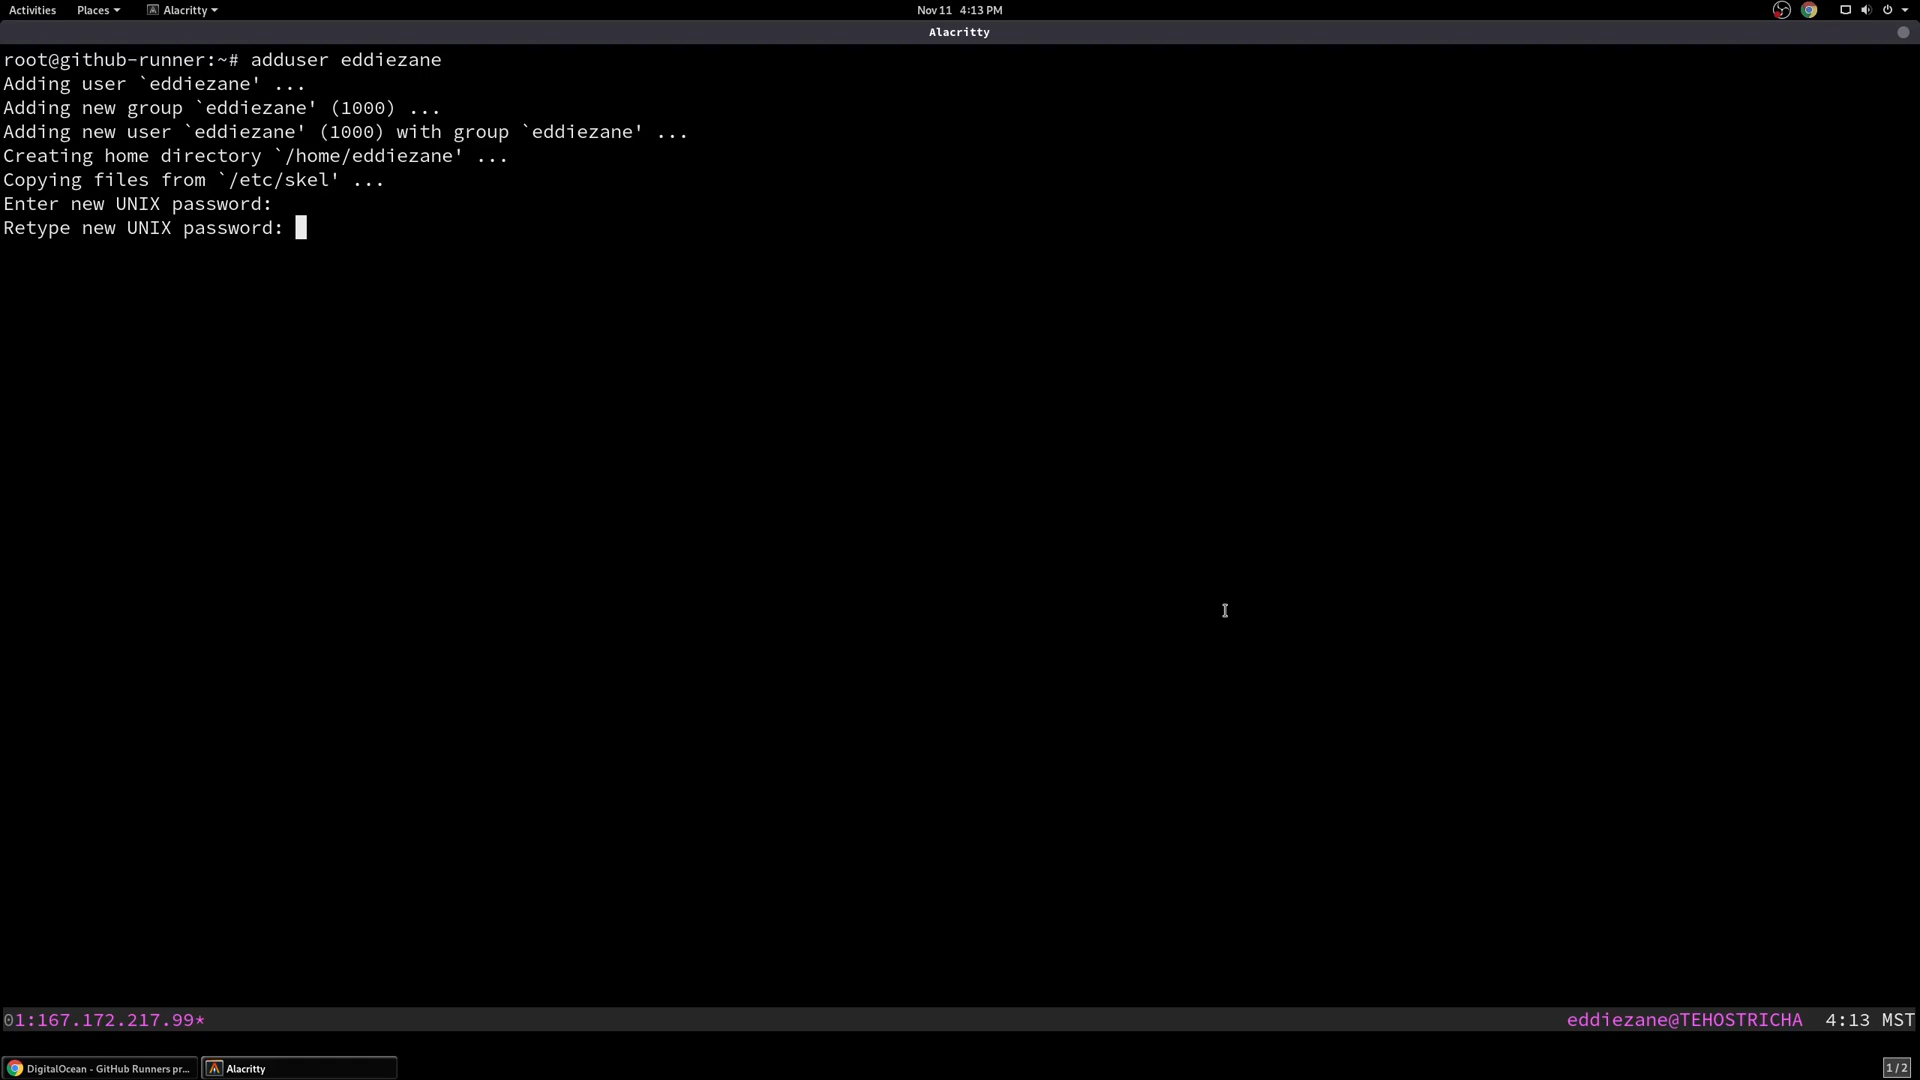 Activities Places Alacritty Nov 11 4:13 PM
Alacritty
root@github-runner:~# adduser eddiezane
Adding user `eddiezane' ...
Adding new group `eddiezane' (1000) ...
Adding new user `eddiezane' (1000) with group `eddiezane' ...
Creating home directory `/home/eddiezane' ...
Copying files from `/etc/skel' ...
Enter new UNIX password:
Retype new UNIX password:
01:167.172.217.99* eddiezane@TEHOSTRICHA 4:13 MST
DigitalOcean - GitHub Runners pr... Alacritty 1/2